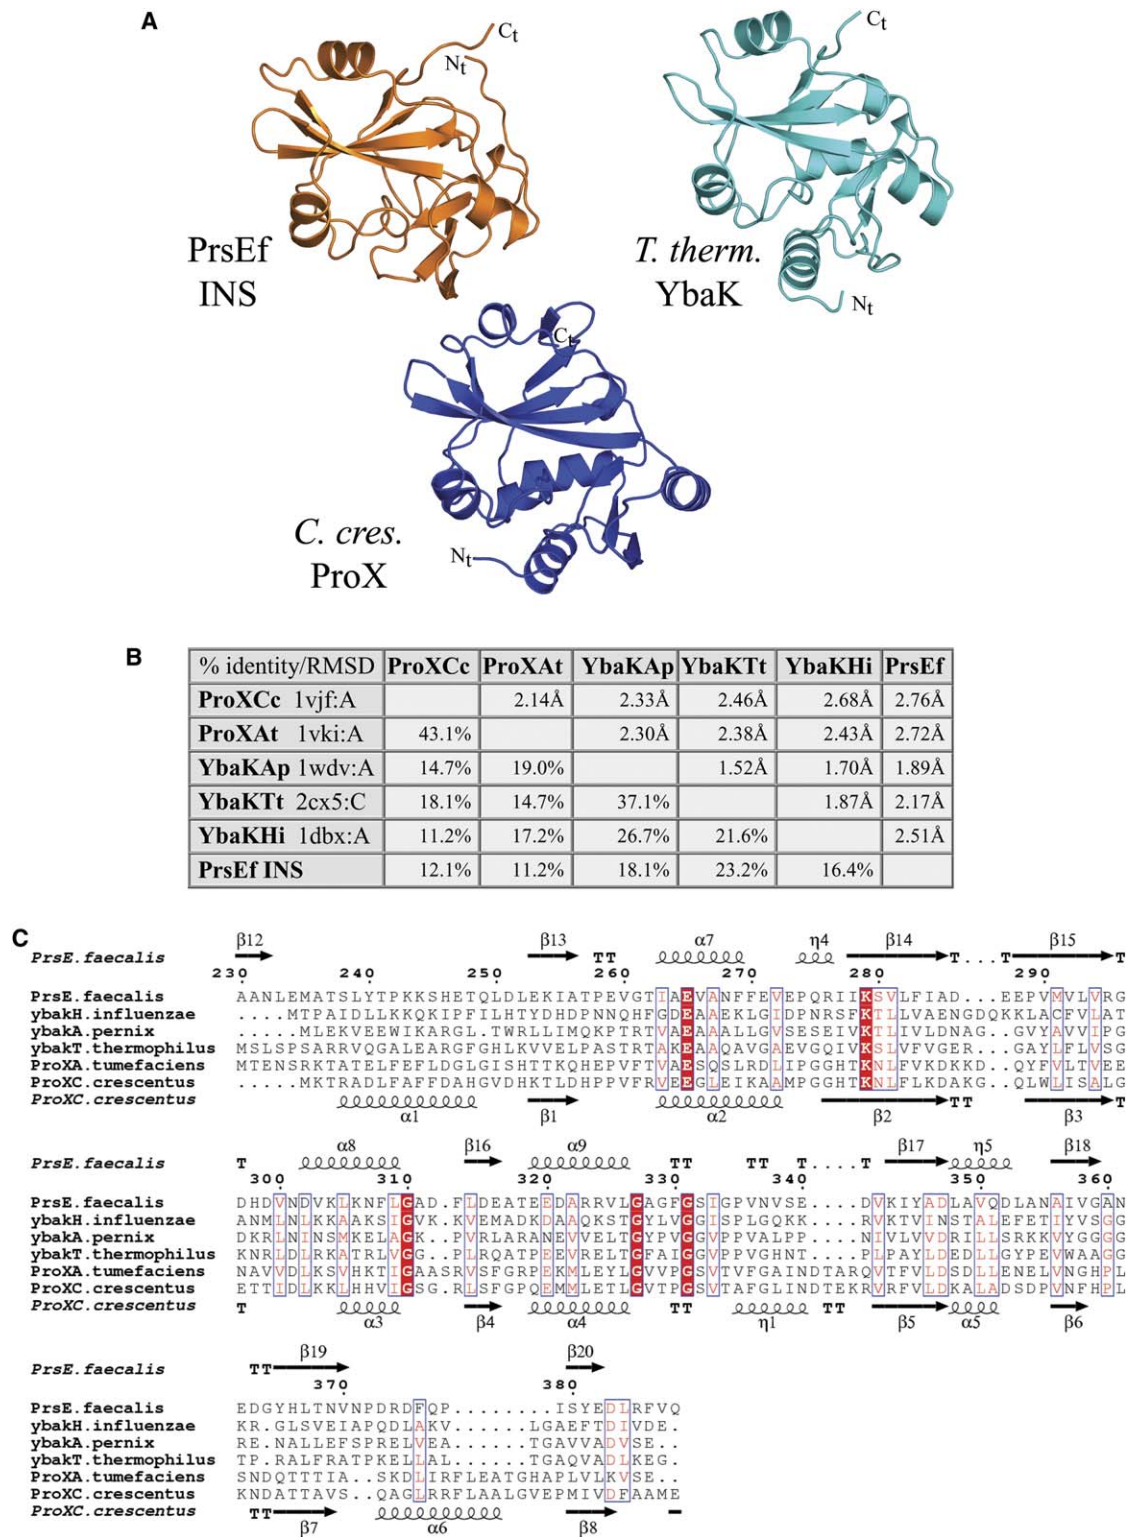 A
Ct
Nt
PrsEf
INS
Ct
T. therm.
YbaK
Nt
Ct
C. cres.
ProX
Nt
B
% identity/RMSD ProXCc ProXAt YbaKAp YbaKTt YbaKHi PrsEf
ProXCc 1vjf:A 2.14Å 2.33Å 2.46Å 2.68Å 2.76Å
ProXAt 1vki:A 43.1% 2.30Å 2.38Å 2.43Å 2.72Å
YbaKAp 1wdv:A 14.7% 19.0% 1.52Å 1.70Å 1.89Å
YbaKTt 2cx5:C 18.1% 14.7% 37.1% 1.87Å 2.17Å
YbaKHi 1dbx:A 11.2% 17.2% 26.7% 21.6% 2.51Å
PrsEf INS 12.1% 11.2% 18.1% 23.2% 16.4%
C
β12 β13 α7 η4 β14 β15
PrsE.faecalis TT T...T T
230 240 250 260 270 280 290
PrsE.faecalis AANLEMATSLYTPKKSHETQLDLEKIATPEVGTIAEVANFFEVEPQRIIKSVLFIAD..EEPVMVLVRG
ybakH.influenzae ....MTPAIDLLKKQKIPFILHTYDHDPNNQHFGDEAAEKLGIDPNRSFKTLLVAENGDQKKLACFVLAT
ybakA.pernix .....MLEKVEEWIKARGL.TWRLLIMQKPTRTVAEAAALLGVSESEIVKTLIVLDNAG.GVYAVVIPG
ybakT.thermophilus MSLSPSARRVQGALEARGFGHLKVVELPASTRTAKEAAQAVGAEVGQIVKSLVFVGER...GAYLFLVSG
ProXA.tumefaciens MTENSRKTATELFEFLDGLGISHTTKQHEPVFTVAESQSLRDLIPGGHTKNLFVKDKKDQYFVLTVEE
ProXC.crescentus .....MKTRADLFAFFDAHGVDHKTLDHPPVFRVEEGLEIKAAMPGGHTKNLFLKDAKGQLWLISALG
ProXC.crescentus α1 β1 α2 β2 TT β3 T
α8 β16 α9 β17 η5 β18
PrsE.faecalis T TT TT T....T
300 310 320 330 340 350 360
PrsE.faecalis DHDVNDVKLKNFLGAD.FLDEATEEDARRVLGAGFGSIGPVNVSE....DVKIYADLAVQDLANAIVGAN
ybakH.influenzae ANMLNLKKAAKSIGVK.KVEMADKDAAQKSTGYLVGGISPLGQKK....RVKTVINSTALEFETIYVSGG
ybakA.pernix DKRLNINSMKELAGK..PVRLARANEVVELTGYPVGGVPPVALPP....NIVLVVDRILLSRKKVYGGGG
ybakT.thermophilus KNRLDLRKATRLVGG..PLRQATPEEVRELTGFAIGGVPPVGHNT....PLPAYLDEDLLGYPEVWAAGG
ProXA.tumefaciens NAVVDLKSVHKTIGAASRVSFGRPEKMLEYLGVVPGSVTVFGAINDTARQVTFVLDSDLLENELVNGHPL
ProXC.crescentus ETTIDLKKLHHVIGSGRLSFGPQEMMLETLGVTPGSVTAFGLINDTEKRVRFVLDKALADSDPVNFHPL
ProXC.crescentus T α3 β4 α4 TT η1 TT β5 α5 β6
β19 β20
PrsE.faecalis TT
370 380
PrsE.faecalis EDGYHLTNVNPDRDFQP........ISYEDLRFVQ
ybakH.influenzae KR.GLSVEIAPQDLAKV.......LGAEFTDIVDE.
ybakA.pernix RE.NALLEFSPRELVEA.......TGAVVADVSE..
ybakT.thermophilus TP.RALFRATPKELLAL.......TGAQVADLKEG.
ProXA.tumefaciens SNDQTTTIA..SKDLIRFLEATGHAPLVLKVSE..
ProXC.crescentus KNDATTAVS..QAGLRRFLAALGVEPMIVDFAAME
ProXC.crescentus TT β7 α6 β8